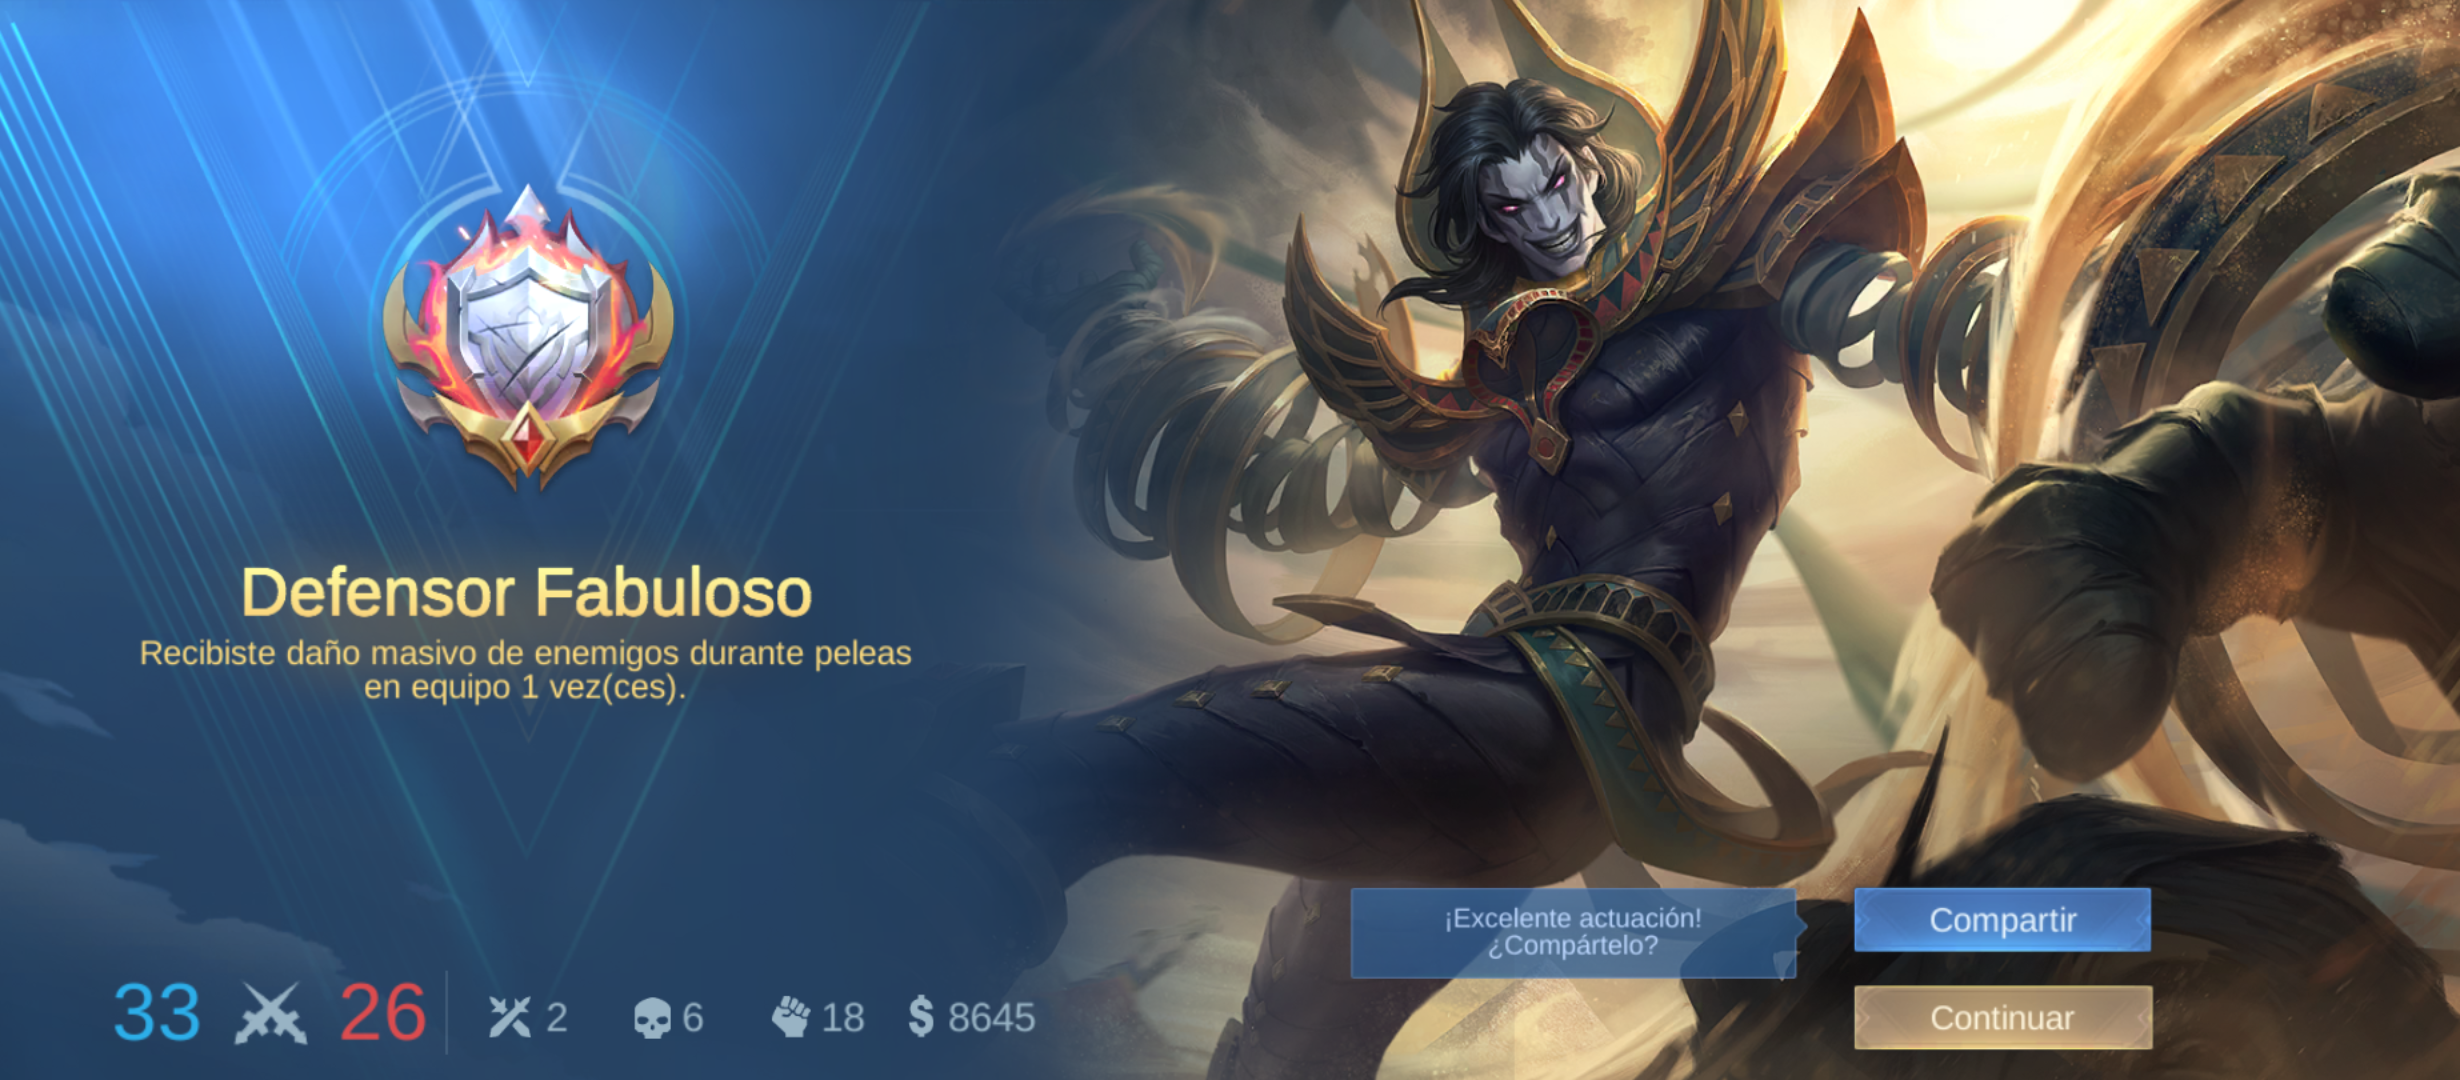 Defensor Fabuloso
Recibiste daño masivo de enemigos durante peleas
en equipo 1 vez(ces).
¡Excelente actuación!
¿Compártelo?
Compartir
Continuar
33 26 2 6 18 $ 8645